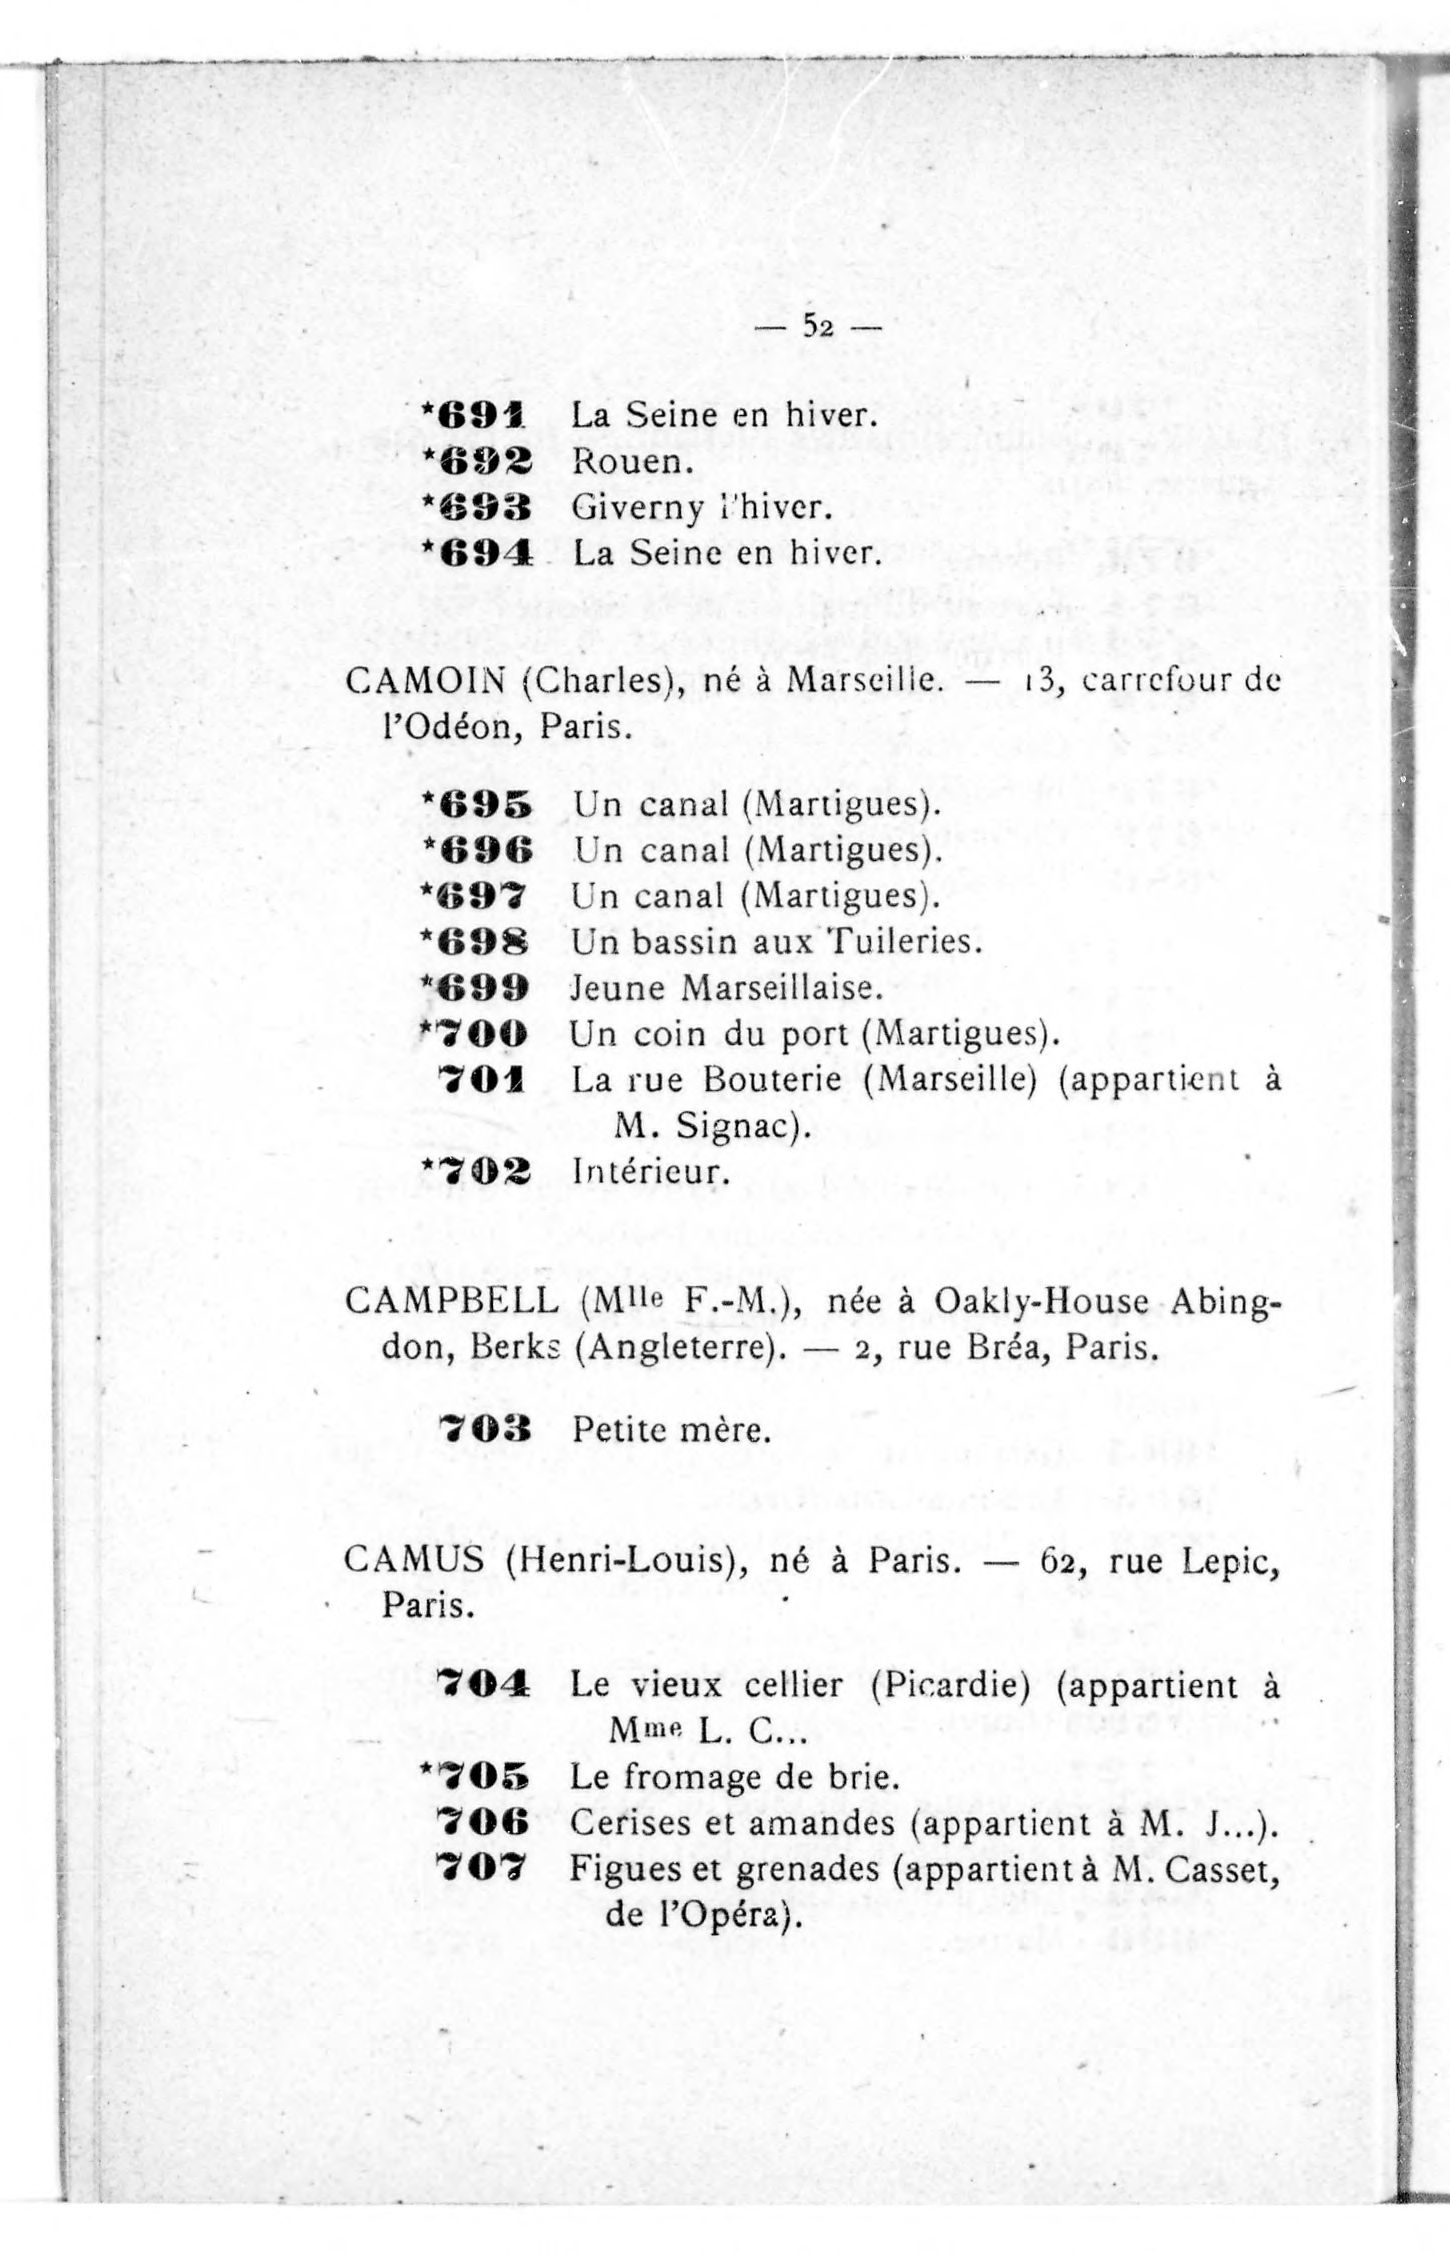 — 52 —
*691 La Seine en hiver.
*692 Rouen.
*693 Giverny l'hiver.
*694 La Seine en hiver.
CAMOIN (Charles), né à Marseille. — 13, carrefour de
l'Odéon, Paris.
*695 Un canal (Martigues).
*696 Un canal (Martigues).
*697 Un canal (Martigues).
*698 Un bassin aux Tuileries.
*699 Jeune Marseillaise.
*700 Un coin du port (Martigues).
701 La rue Bouterie (Marseille) (appartient à
M. Signac).
*702 Intérieur.
CAMPBELL (Mlle F.-M.), née à Oakly-House Abing-
don, Berks (Angleterre). — 2, rue Bréa, Paris.
703 Petite mère.
CAMUS (Henri-Louis), né à Paris. — 62, rue Lepic,
Paris.
704 Le vieux cellier (Picardie) (appartient à
Mme L. C...
*705 Le fromage de brie.
706 Cerises et amandes (appartient à M. J...).
707 Figues et grenades (appartient à M. Casset,
de l'Opéra).